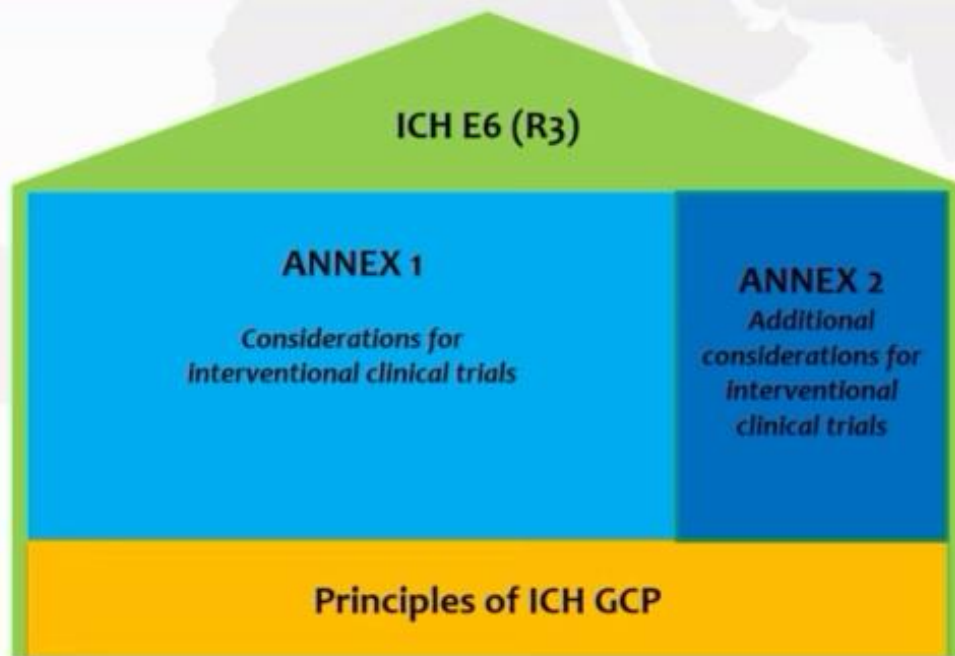 ICH E6 (R3)
ANNEX 1
Considerations for
interventional clinical trials
ANNEX 2
Additional
considerations for
interventional
clinical trials
Principles of ICH GCP